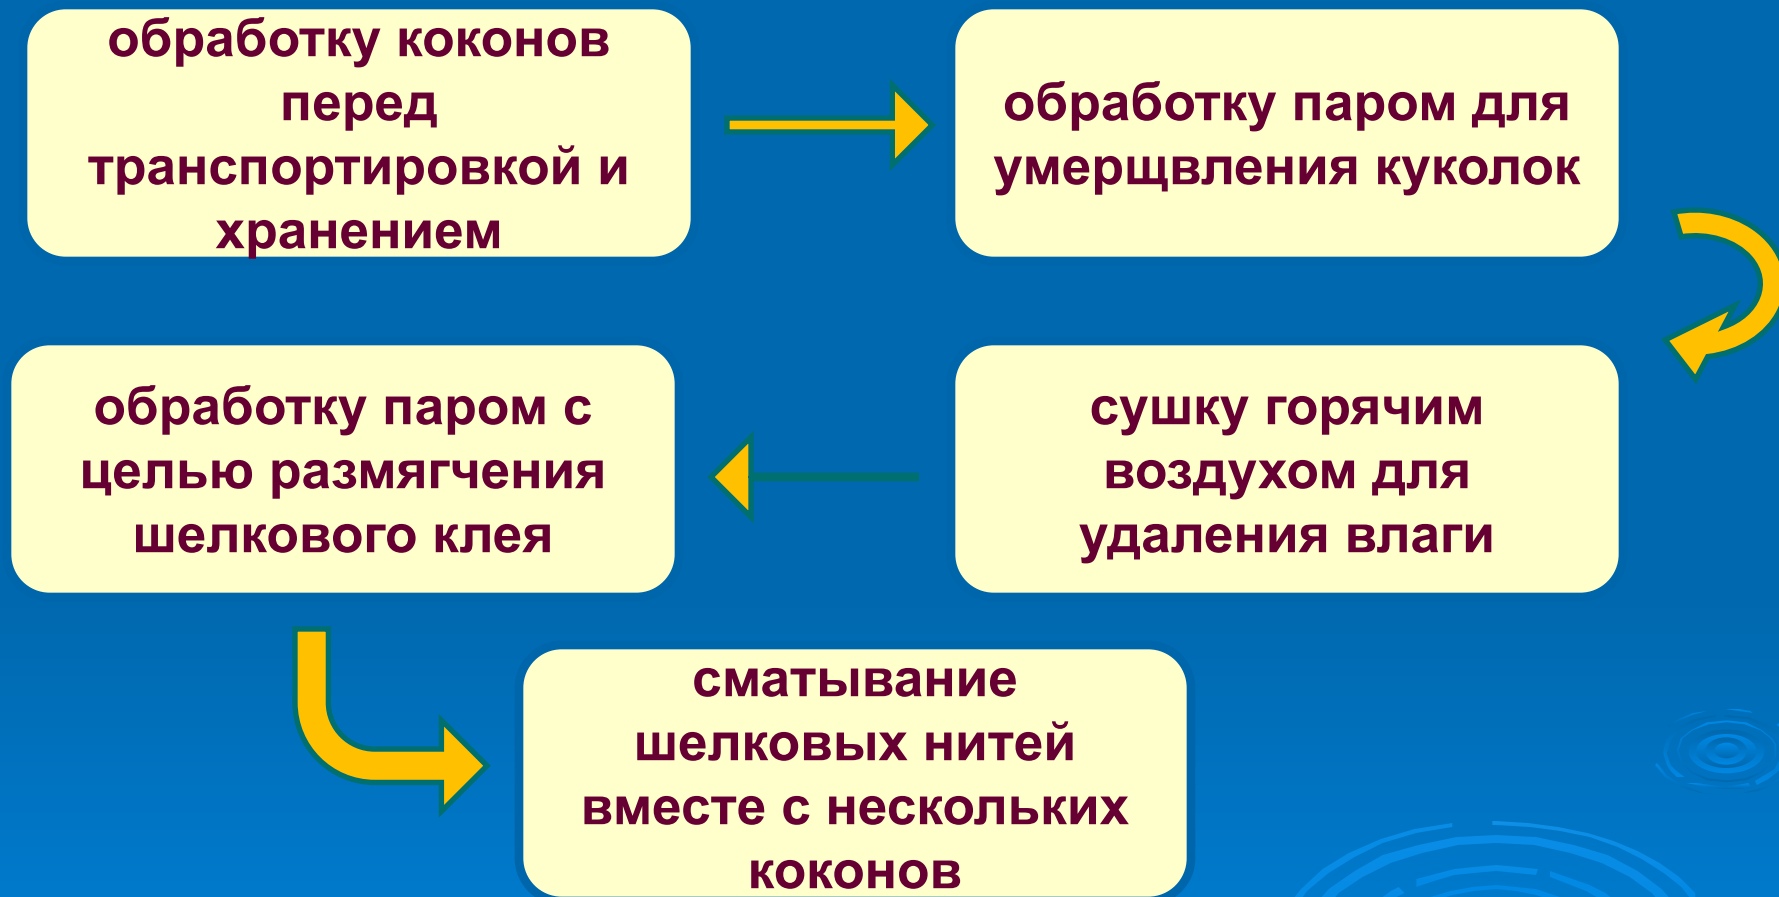 обработку коконов
перед
транспортировкой и
хранением
обработку паром для
умерщвления куколок
сушку горячим
воздухом для
удаления влаги
обработку паром с
целью размягчения
шелкового клея
сматывание
шелковых нитей
вместе с нескольких
коконов